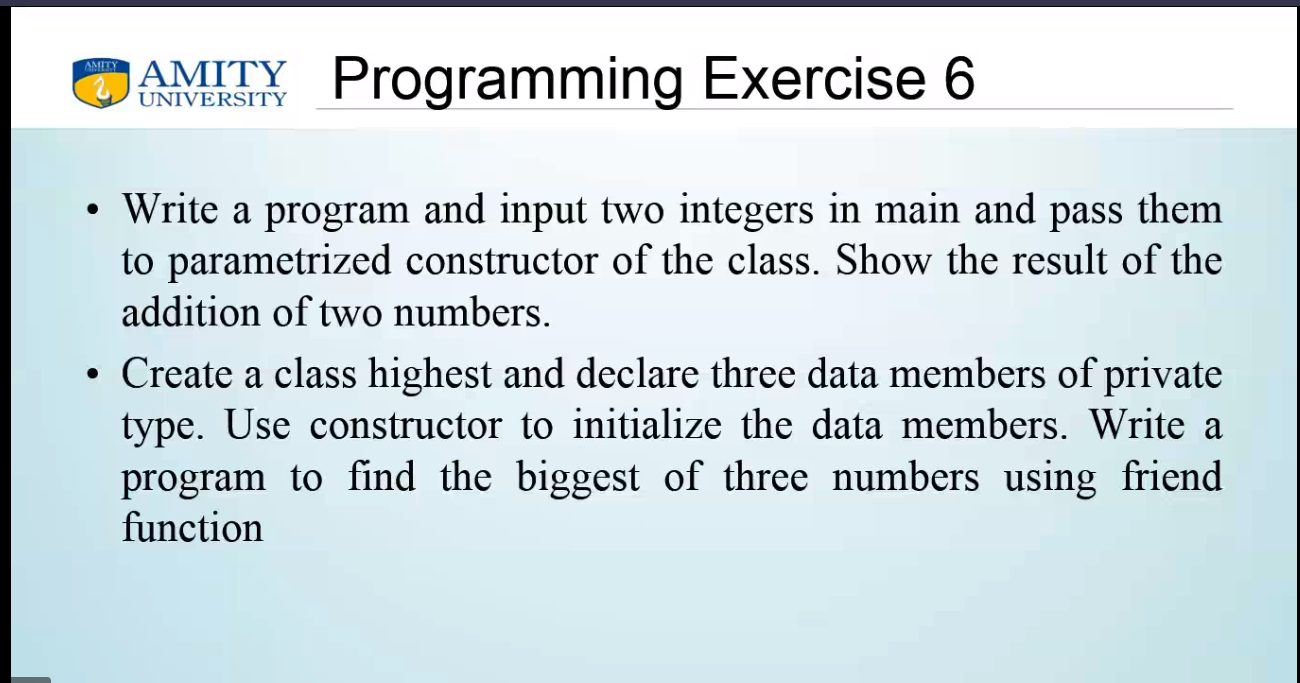 AMITY
UNIVERSITY
AMITY
UNIVERSITY
Programming Exercise 6
• Write a program and input two integers in main and pass them
to parametrized constructor of the class. Show the result of the
addition of two numbers.
• Create a class highest and declare three data members of private
type. Use constructor to initialize the data members. Write a
program to find the biggest of three numbers using friend
function